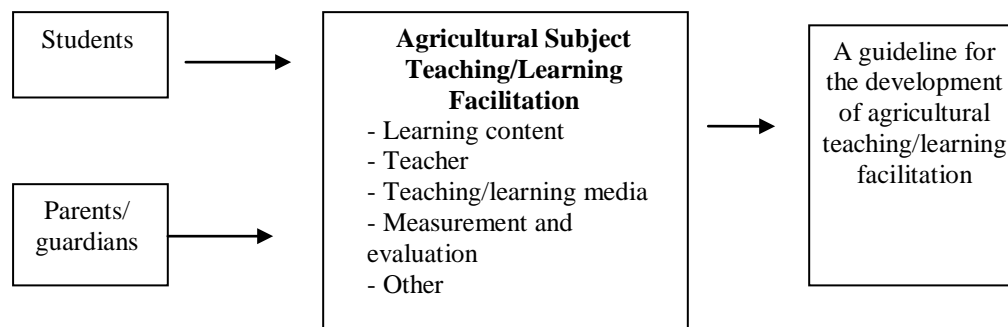 Students
Parents/
guardians
Agricultural Subject
Teaching/Learning
Facilitation
- Learning content
- Teacher
- Teaching/learning media
- Measurement and
evaluation
- Other
A guideline for
the development
of agricultural
teaching/learning
facilitation